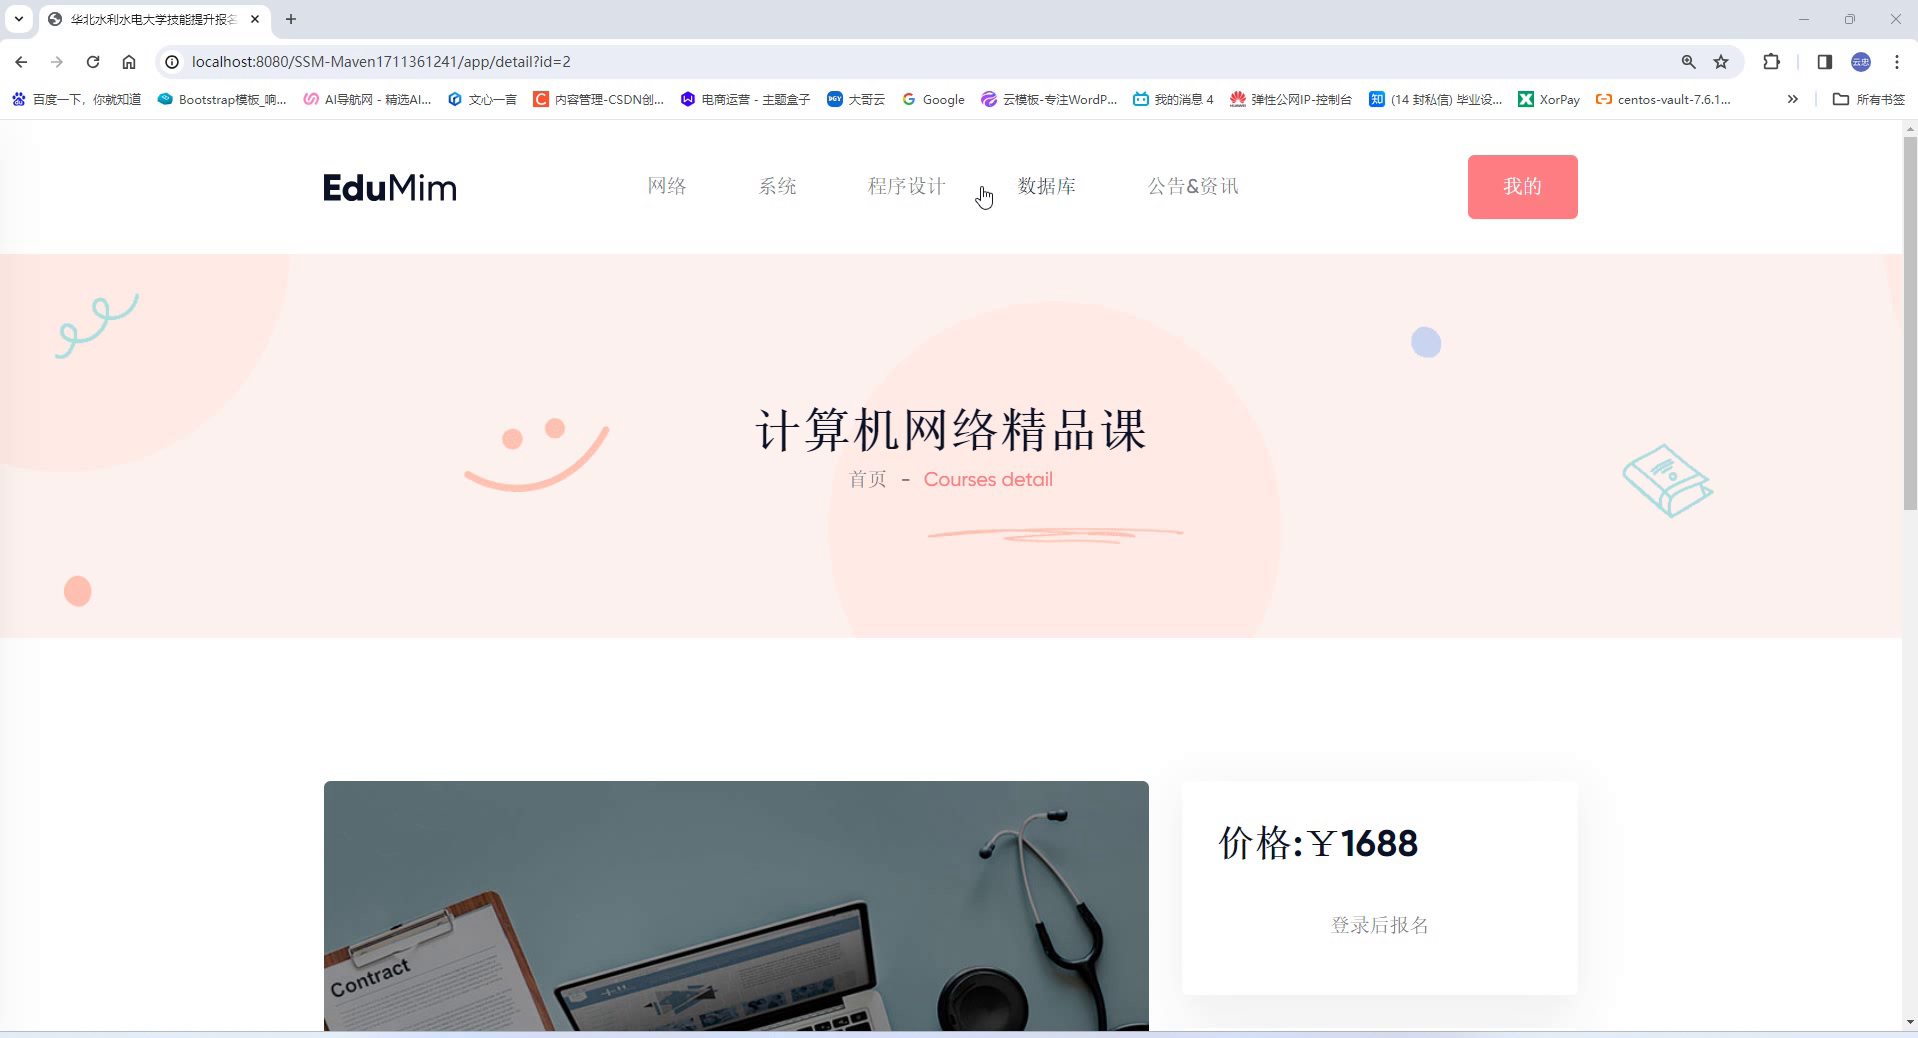 华北水利水电大学技能提升报名
localhost:8080/SSM-Maven1711361241/app/detail?id=2
百度一下，你就知道 Bootstrap模板_响... AI导航网 - 精选AI... 文心一言 内容管理-CSDN创... 电商运营 - 主题盒子 大哥云 Google 云模板-专注WordP... 我的消息 4 弹性公网IP-控制台 (14 封私信) 毕业设... XorPay centos-vault-7.6.1... 所有书签
EduMim 网络 系统 程序设计 数据库 公告&资讯 我的
计算机网络精品课
首页 - Courses detail
价格:￥1688
登录后报名
Contract